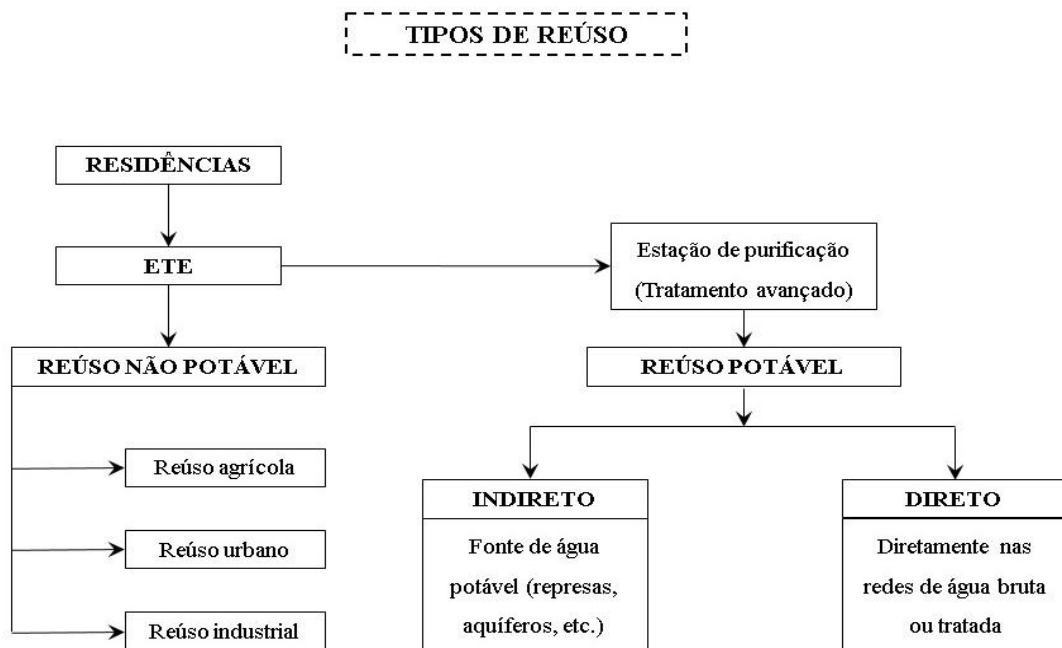 TIPOS DE REÚSO
RESIDÊNCIAS
ETE
Estação de purificação
(Tratamento avançado)
REÚSO NÃO POTÁVEL
REÚSO POTÁVEL
Reúso agrícola
Reúso urbano
Reúso industrial
INDIRETO
Fonte de água
potável (represas,
aquíferos, etc.)
DIRETO
Diretamente nas
redes de água bruta
ou tratada